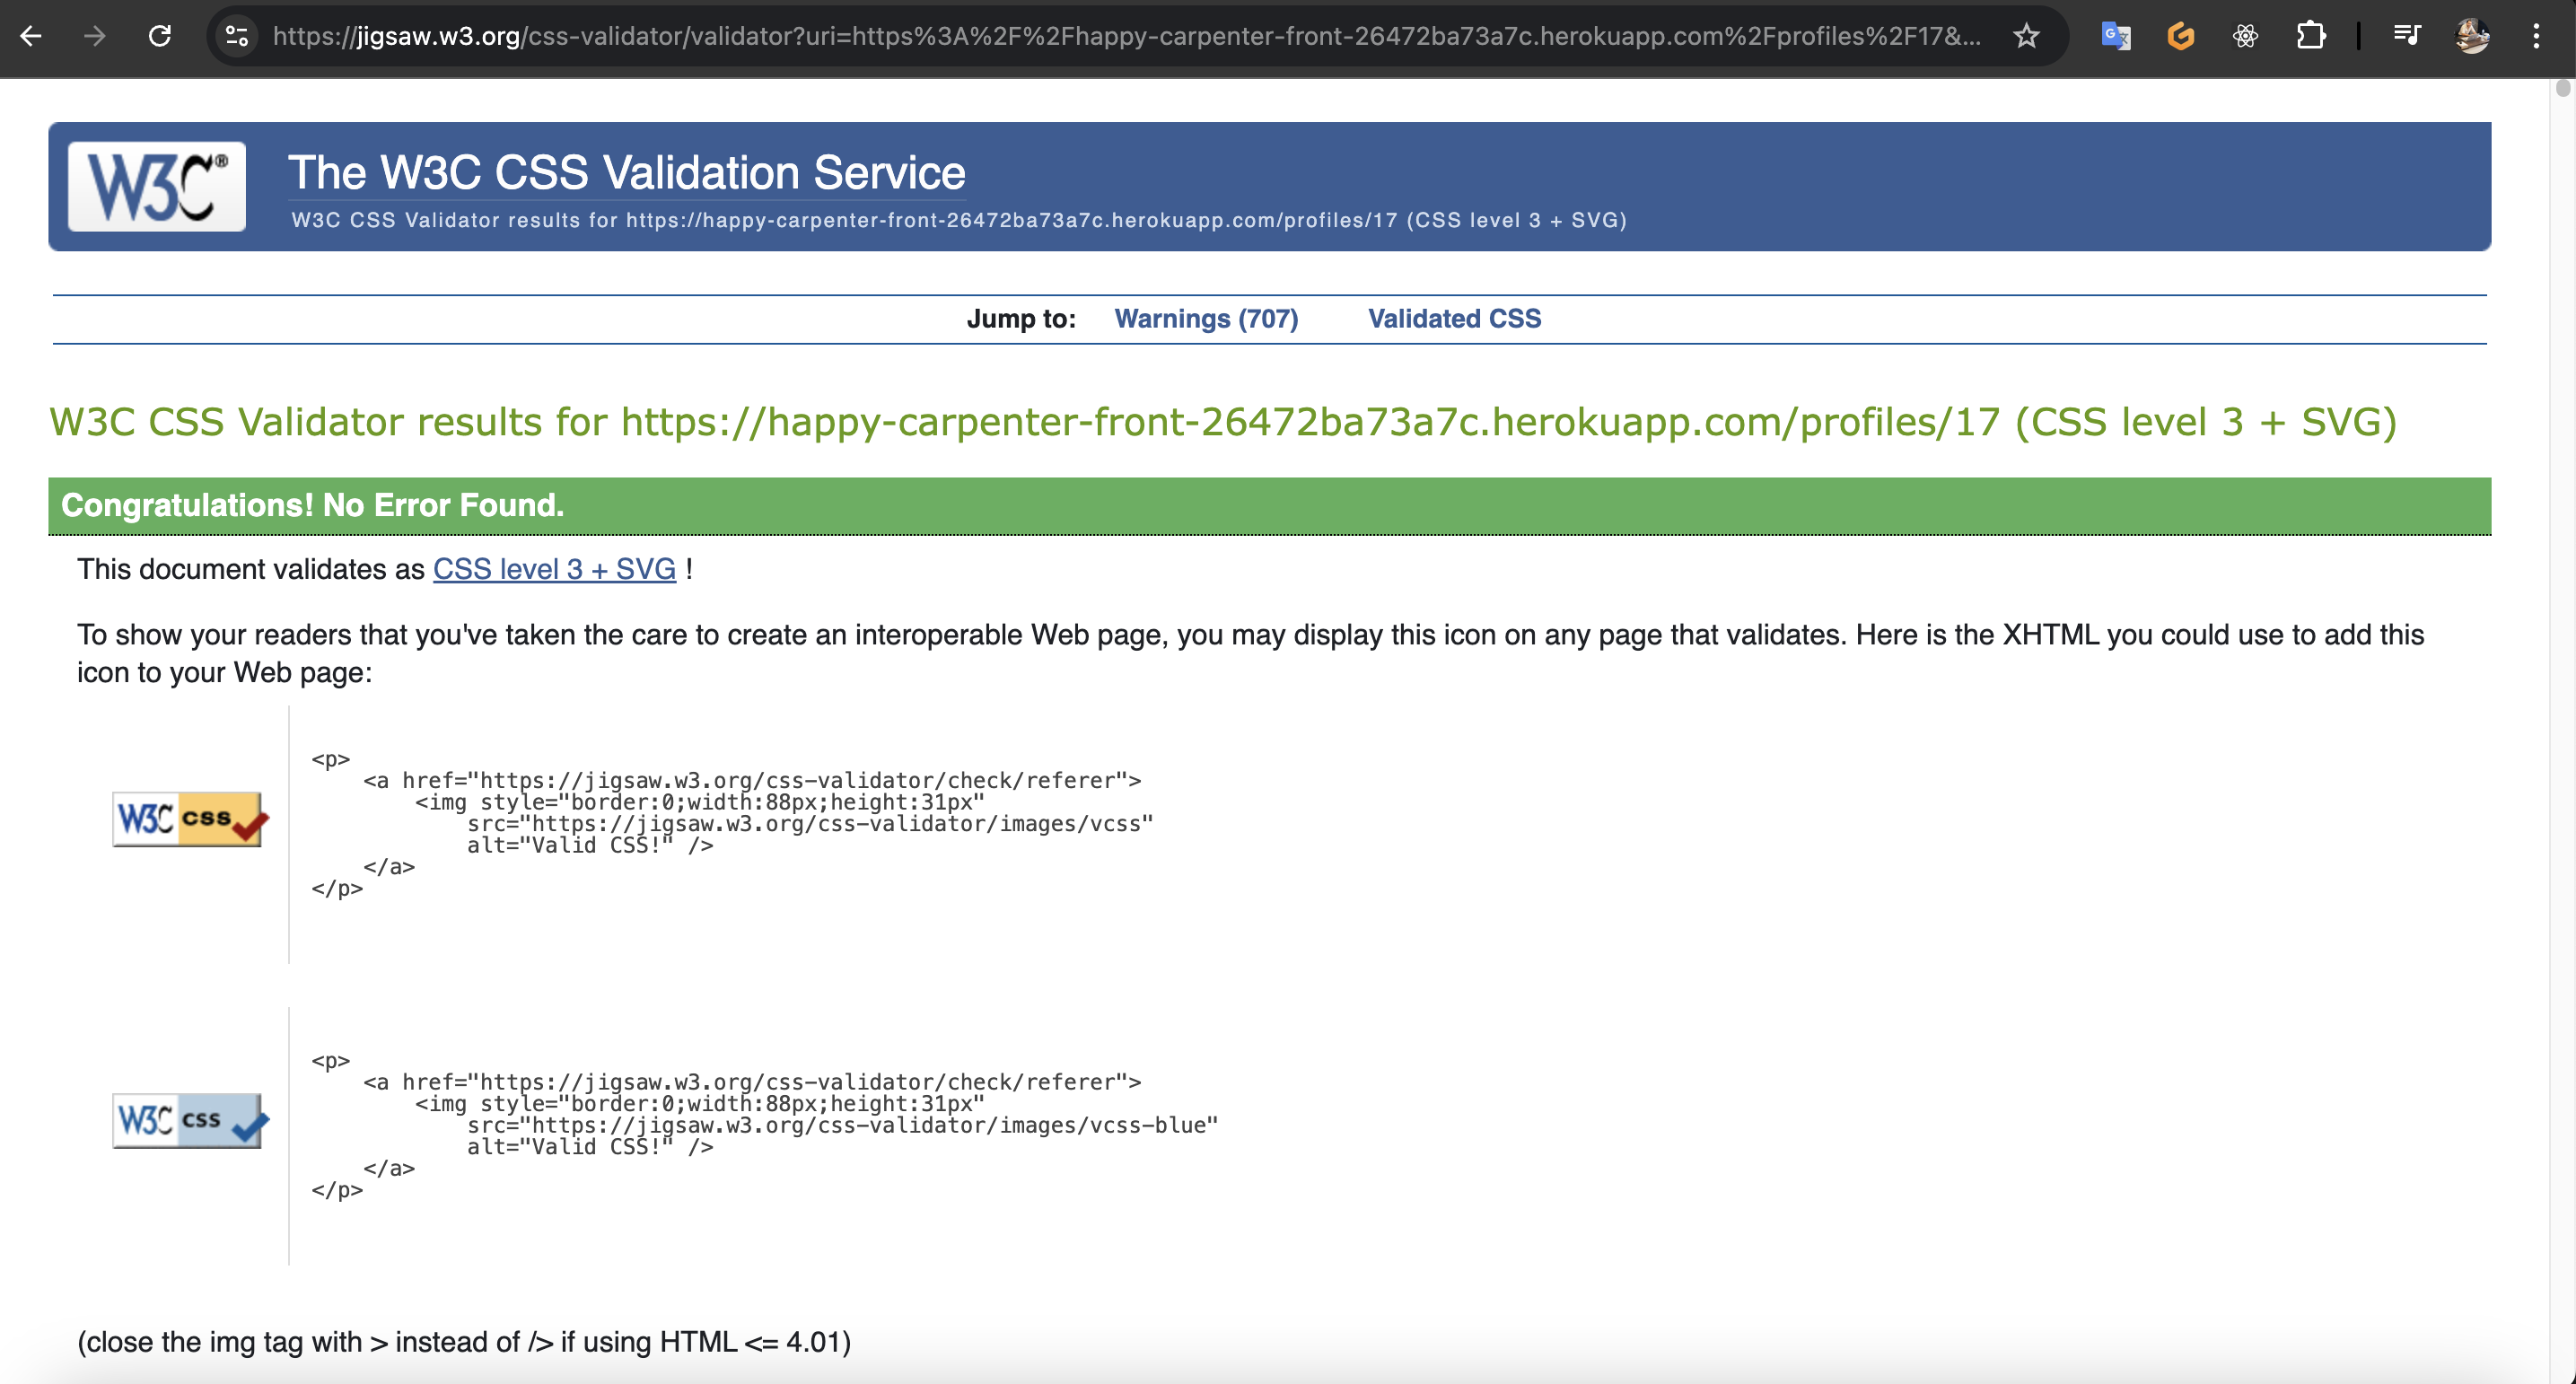 https://jigsaw.w3.org/css-validator/validator?uri=https%3A%2F%2Fhappy-carpenter-front-26472ba73a7c.herokuapp.com%2Fprofiles%2F17&...
W3C®
The W3C CSS Validation Service
W3C CSS Validator results for https://happy-carpenter-front-26472ba73a7c.herokuapp.com/profiles/17 (CSS level 3 + SVG)
Jump to: Warnings (707) Validated CSS
W3C CSS Validator results for https://happy-carpenter-front-26472ba73a7c.herokuapp.com/profiles/17 (CSS level 3 + SVG)
Congratulations! No Error Found.
This document validates as CSS level 3 + SVG !
To show your readers that you've taken the care to create an interoperable Web page, you may display this icon on any page that validates. Here is the XHTML you could use to add this
icon to your Web page:
W3C css
<p>
    <a href="https://jigsaw.w3.org/css-validator/check/referer">
        <img style="border:0;width:88px;height:31px"
            src="https://jigsaw.w3.org/css-validator/images/vcss"
            alt="Valid CSS!" />
    </a>
</p>
W3C css
<p>
    <a href="https://jigsaw.w3.org/css-validator/check/referer">
        <img style="border:0;width:88px;height:31px"
            src="https://jigsaw.w3.org/css-validator/images/vcss-blue"
            alt="Valid CSS!" />
    </a>
</p>
(close the img tag with > instead of /> if using HTML <= 4.01)